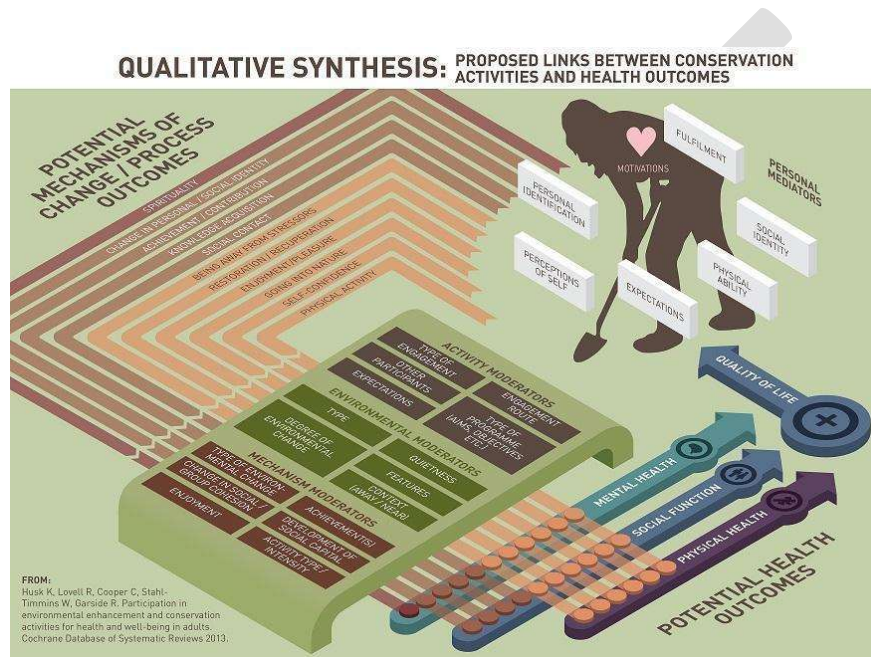 QUALITATIVE SYNTHESIS:
PROPOSED LINKS BETWEEN CONSERVATION
ACTIVITIES AND HEALTH OUTCOMES
POTENTIAL
MECHANISMS OF
CHANGE / PROCESS
OUTCOMES
SPIRITUALITY
CHANGE IN PERSONAL / SOCIAL IDENTITY
ACHIEVEMENT / CONTRIBUTION
KNOWLEDGE ACQUISITION
SOCIAL CONTACT
BEING AWAY FROM STRESSORS
RESTORATION / RECUPERATION
ENJOYMENT/PLEASURE
GOING INTO NATURE
SELF-CONFIDENCE
PHYSICAL ACTIVITY
MOTIVATIONS
FULFILMENT
PERSONAL
MEDIATORS
PERSONAL
IDENTIFICATION
SOCIAL
IDENTITY
PERCEPTIONS
OF SELF
PHYSICAL
ABILITY
EXPECTATIONS
ACTIVITY MODERATORS
TYPE OF
ENGAGEMENT
OTHER
PARTICIPANTS
EXPECTATIONS
ENGAGEMENT
ROUTE
TYPE OF
PROGRAMME
(AIMS, OBJECTIVES
ETC.)
ENVIRONMENTAL MODERATORS
TYPE
DEGREE OF
ENVIRONMENTAL
CHANGE
QUIETNESS
FEATURES
CONTEXT
(AWAY / NEAR)
MECHANISM MODERATORS
TYPE OF ENVIRON-
MENTAL CHANGE
CHANGE IN SOCIAL /
GROUP COHESION
ENJOYMENT
ACHIEVEMENT(S)
DEVELOPMENT OF
SOCIAL CAPITAL
ACTIVITY TYPE /
INTENSITY
QUALITY OF LIFE
MENTAL HEALTH
SOCIAL FUNCTION
PHYSICAL HEALTH
POTENTIAL HEALTH
OUTCOMES
FROM:
Husk K, Lovell R, Cooper C, Stahl-
Timmins W, Garside R. Participation in
environmental enhancement and conservation
activities for health and well-being in adults.
Cochrane Database of Systematic Reviews 2013.